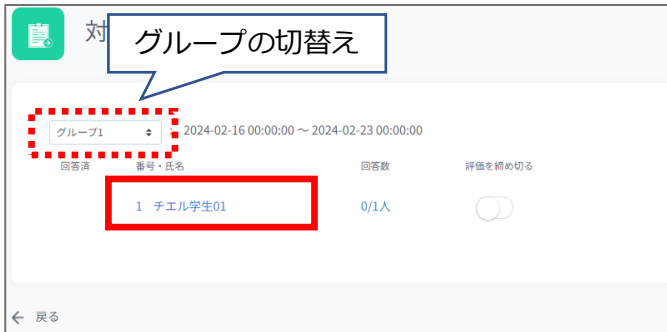 対
グループの切替え
グループ1
: 2024-02-16 00:00:00 ～ 2024-02-23 00:00:00
回答済 番号・氏名 回答数 評価を締め切る
1 チエル学生01 0/1人
← 戻る